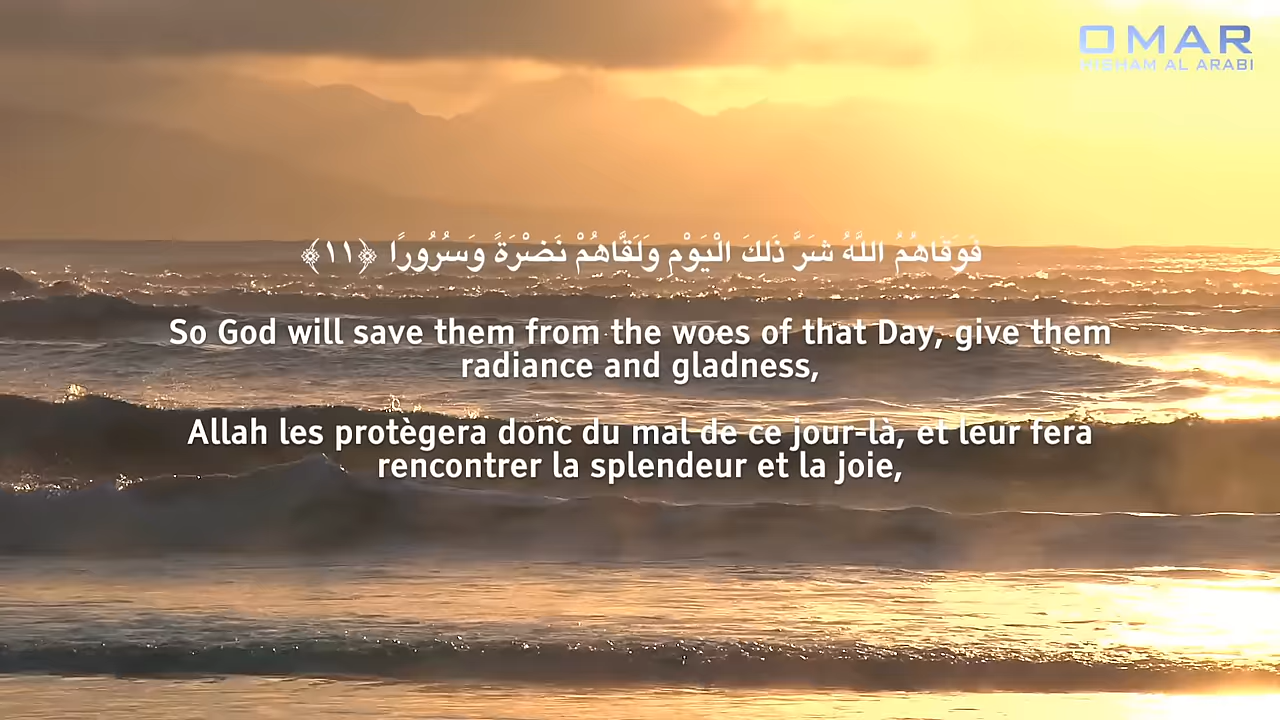 OMAR
HISHAM AL ARABI
فَوَقَاهُمُ اللَّهُ شَرَّ ذَٰلِكَ الْيَوْمِ وَلَقَّاهُمْ نَضْرَةً وَسُرُورًا ﴿١١﴾
So God will save them from the woes of that Day, give them
radiance and gladness,
Allah les protègera donc du mal de ce jour-là, et leur fera
rencontrer la splendeur et la joie,